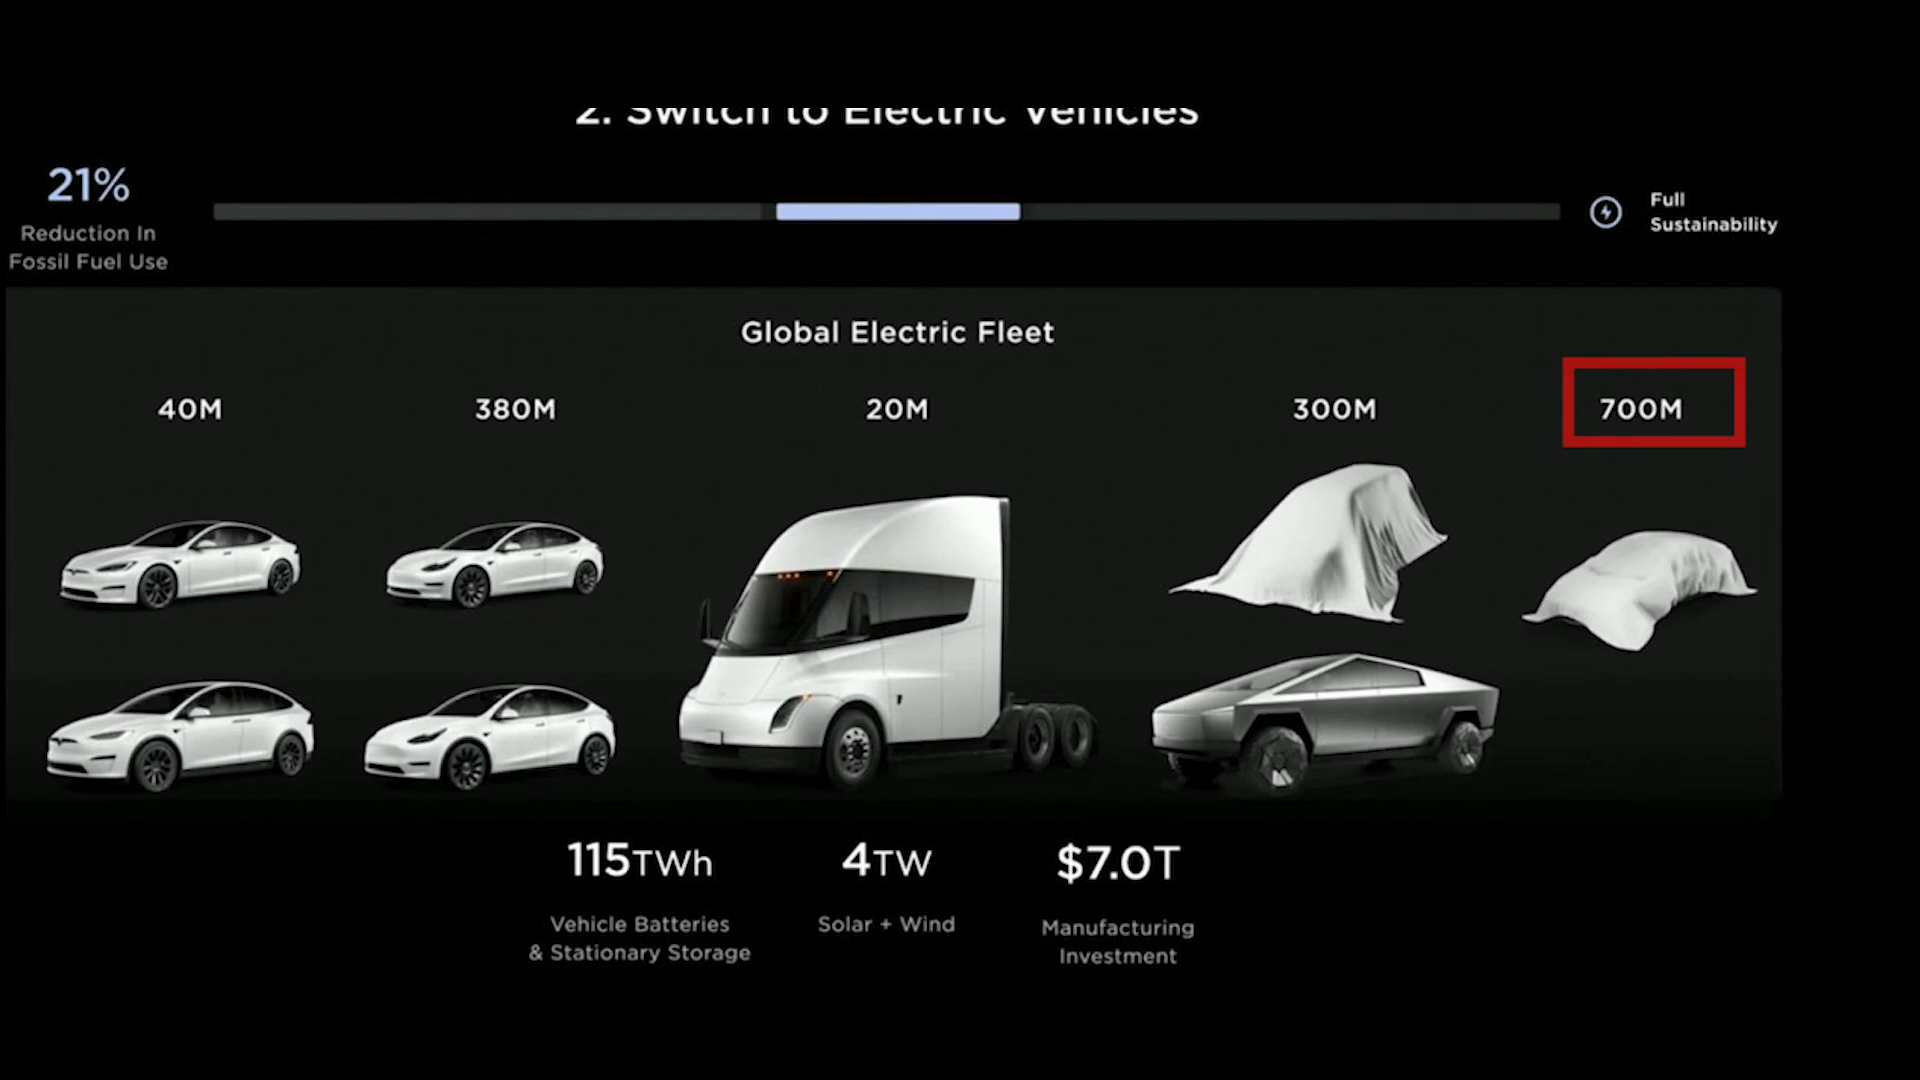 2. Switch to Electric Vehicles
21%
Reduction In
Fossil Fuel Use
Full
Sustainability
Global Electric Fleet
40M 380M 20M 300M 700M
115TWh 4TW $7.0T
Vehicle Batteries
& Stationary Storage
Solar + Wind
Manufacturing
Investment